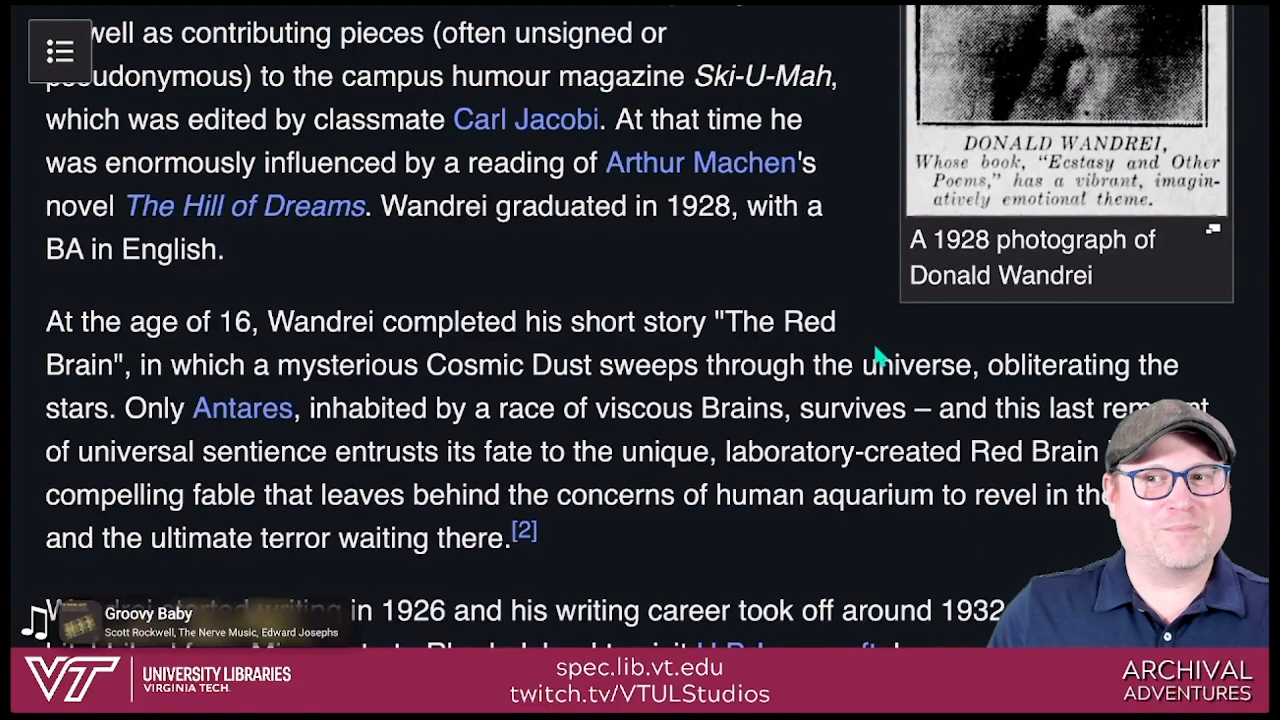 well as contributing pieces (often unsigned or
pseudonymous) to the campus humour magazine Ski-U-Mah,
which was edited by classmate Carl Jacobi. At that time he
was enormously influenced by a reading of Arthur Machen's
novel The Hill of Dreams. Wandrei graduated in 1928, with a
BA in English.
DONALD WANDREI,
Whose book, "Ecstasy and Other
Poems," has a vibrant, imagin-
atively emotional theme.
A 1928 photograph of
Donald Wandrei
At the age of 16, Wandrei completed his short story "The Red
Brain", in which a mysterious Cosmic Dust sweeps through the universe, obliterating the
stars. Only Antares, inhabited by a race of viscous Brains, survives – and this last remnant
of universal sentience entrusts its fate to the unique, laboratory-created Red Brain
compelling fable that leaves behind the concerns of human aquarium to revel in the
and the ultimate terror waiting there.[2]
Wandrei started writing in 1926 and his writing career took off around 1932
Groovy Baby
Scott Rockwell, The Nerve Music, Edward Josephs
VT
UNIVERSITY LIBRARIES
VIRGINIA TECH.
spec.lib.vt.edu
twitch.tv/VTULStudios
ARCHIVAL
ADVENTURES